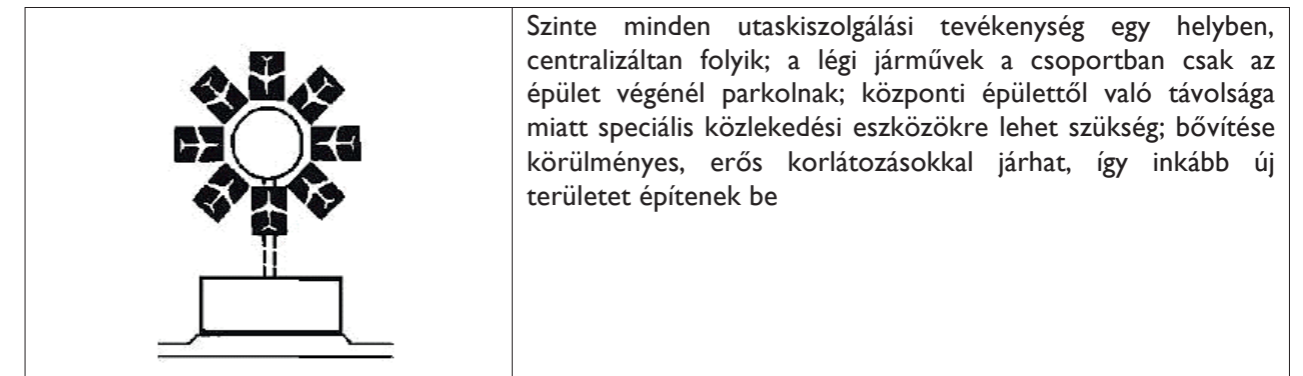 Szinte minden utaskiszolgálási tevékenység egy helyben,
centralizáltan folyik; a légi járművek a csoportban csak az
épület végénél parkolnak; központi épülettől való távolsága
miatt speciális közlekedési eszközökre lehet szükség; bővítése
körülményes, erős korlátozásokkal járhat, így inkább új
területet építenek be